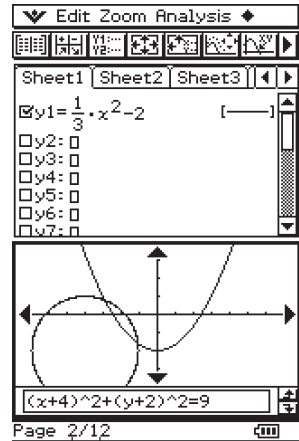 Edit Zoom Analysis ◆
Sheet1 Sheet2 Sheet3
y1=1/3·x^2-2 [—]
y2:▯
y3:▯
y4:▯
y5:▯
y6:▯
y7:▯
(x+4)^2+(y+2)^2=9
Page 2/12